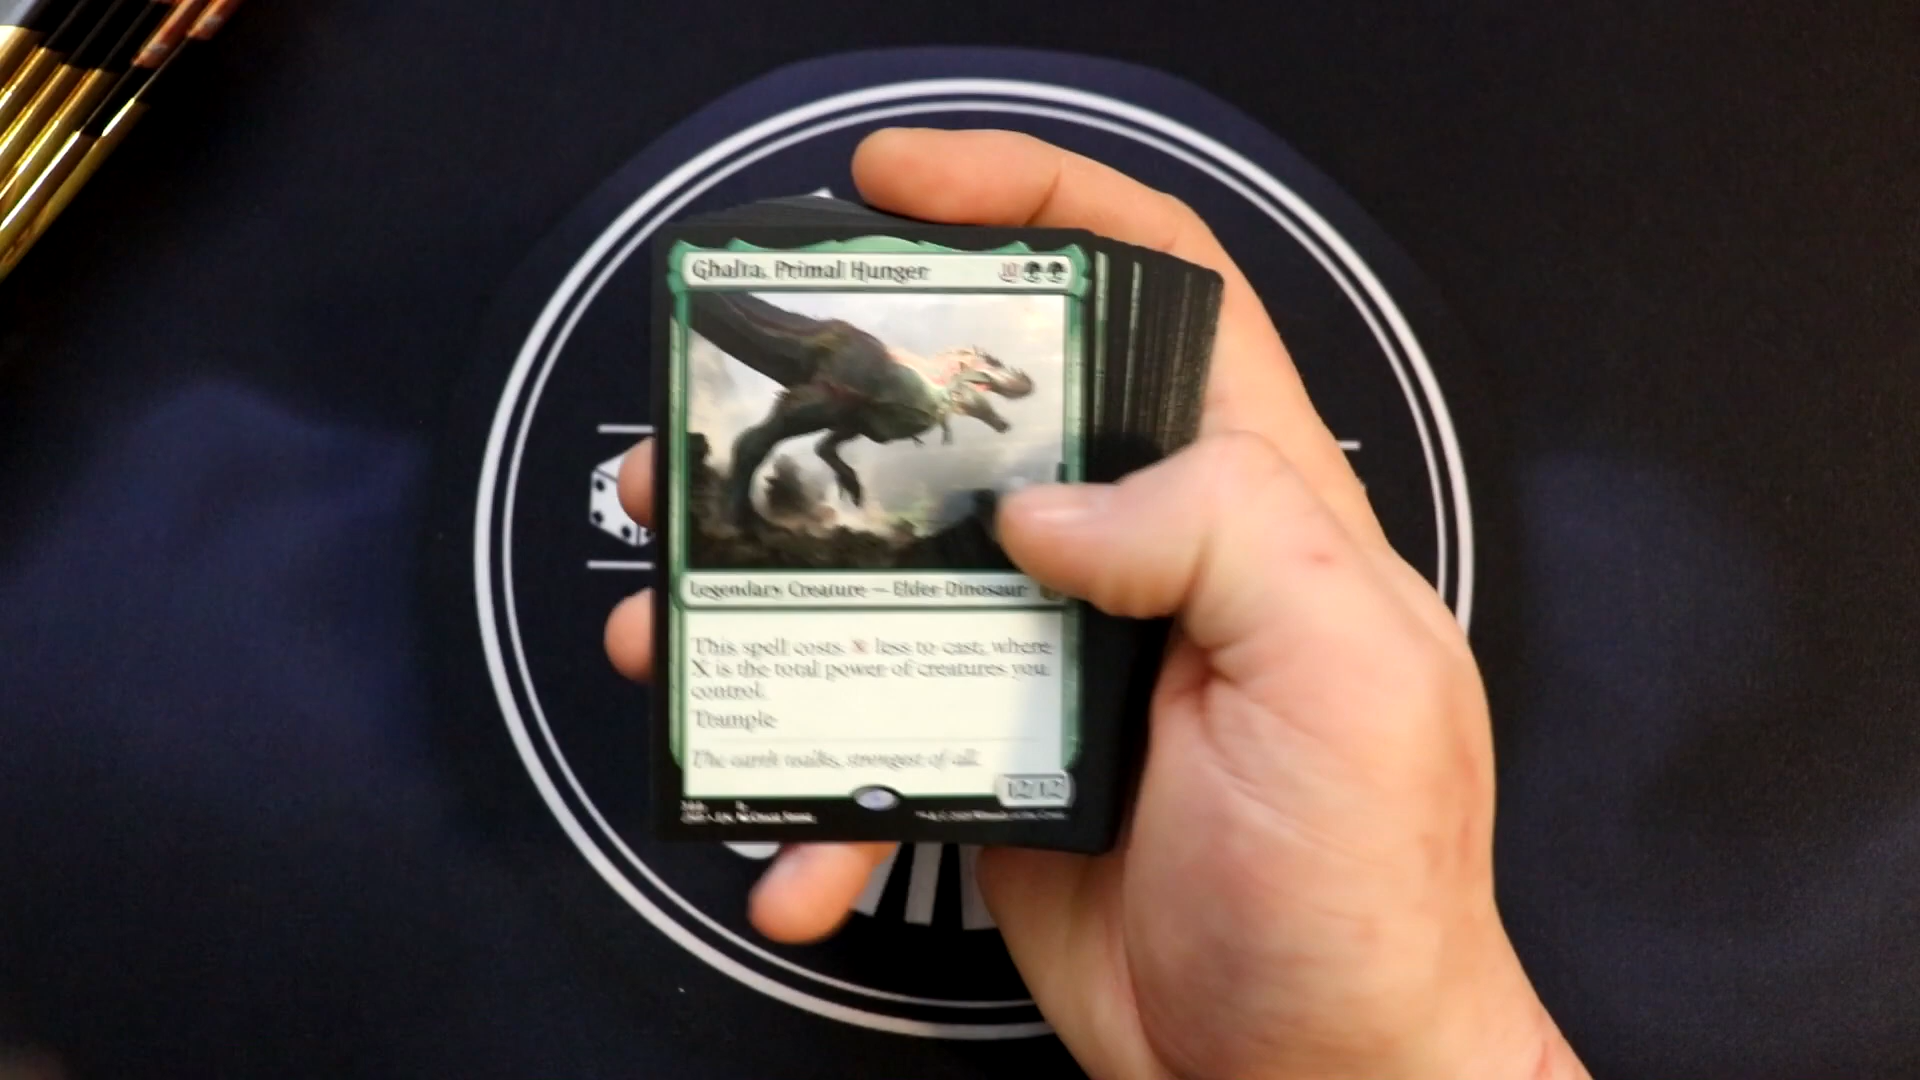 Ghalta, Primal Hunger 10
Legendary Creature — Elder Dinosaur
This spell costs X less to cast, where
X is the total power of creatures you
control.
Trample
The earth walks, strongest of all.
12/12